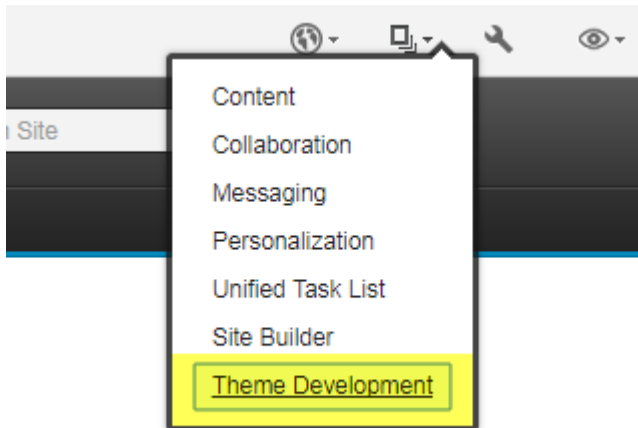 Site
Content
Collaboration
Messaging
Personalization
Unified Task List
Site Builder
Theme Development